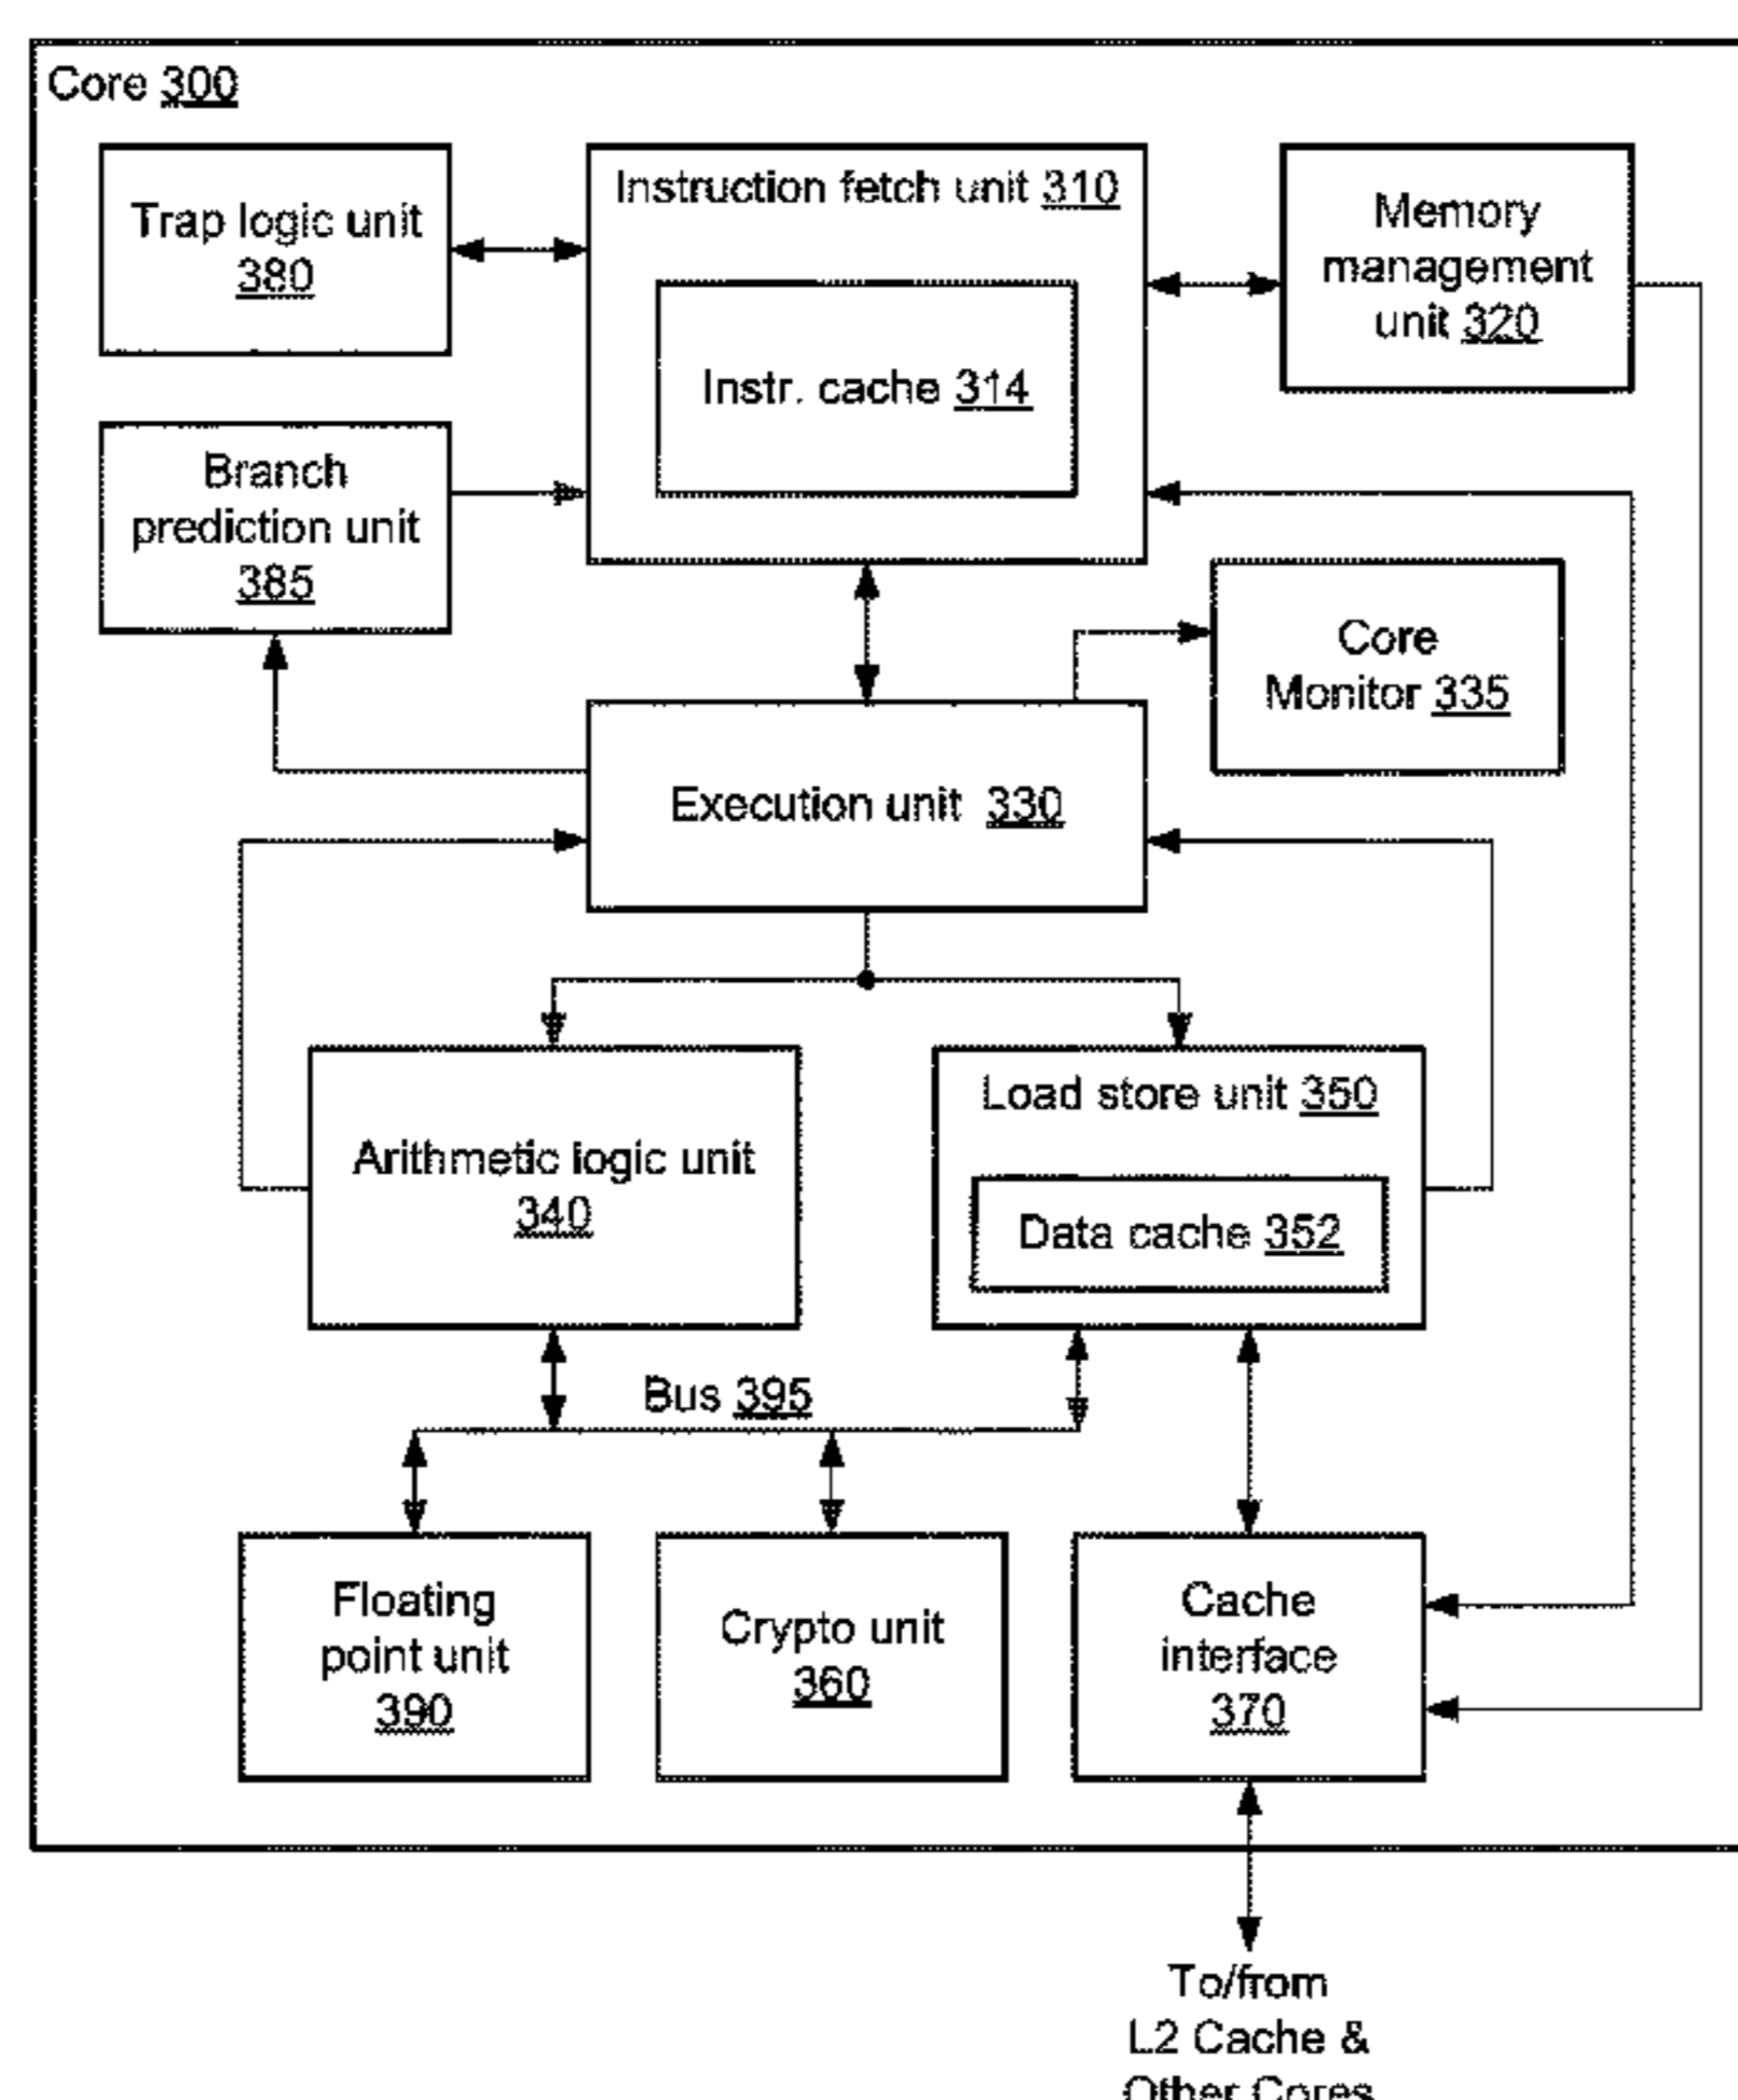 Core 300
Trap logic unit
380
Instruction fetch unit 310
Instr. cache 314
Memory
management
unit 320
Branch
prediction unit
385
Core
Monitor 335
Execution unit 330
Arithmetic logic unit
340
Load store unit 350
Data cache 352
Bus 395
Floating
point unit
390
Crypto unit
360
Cache
interface
370
To/from
L2 Cache &
Other Cores